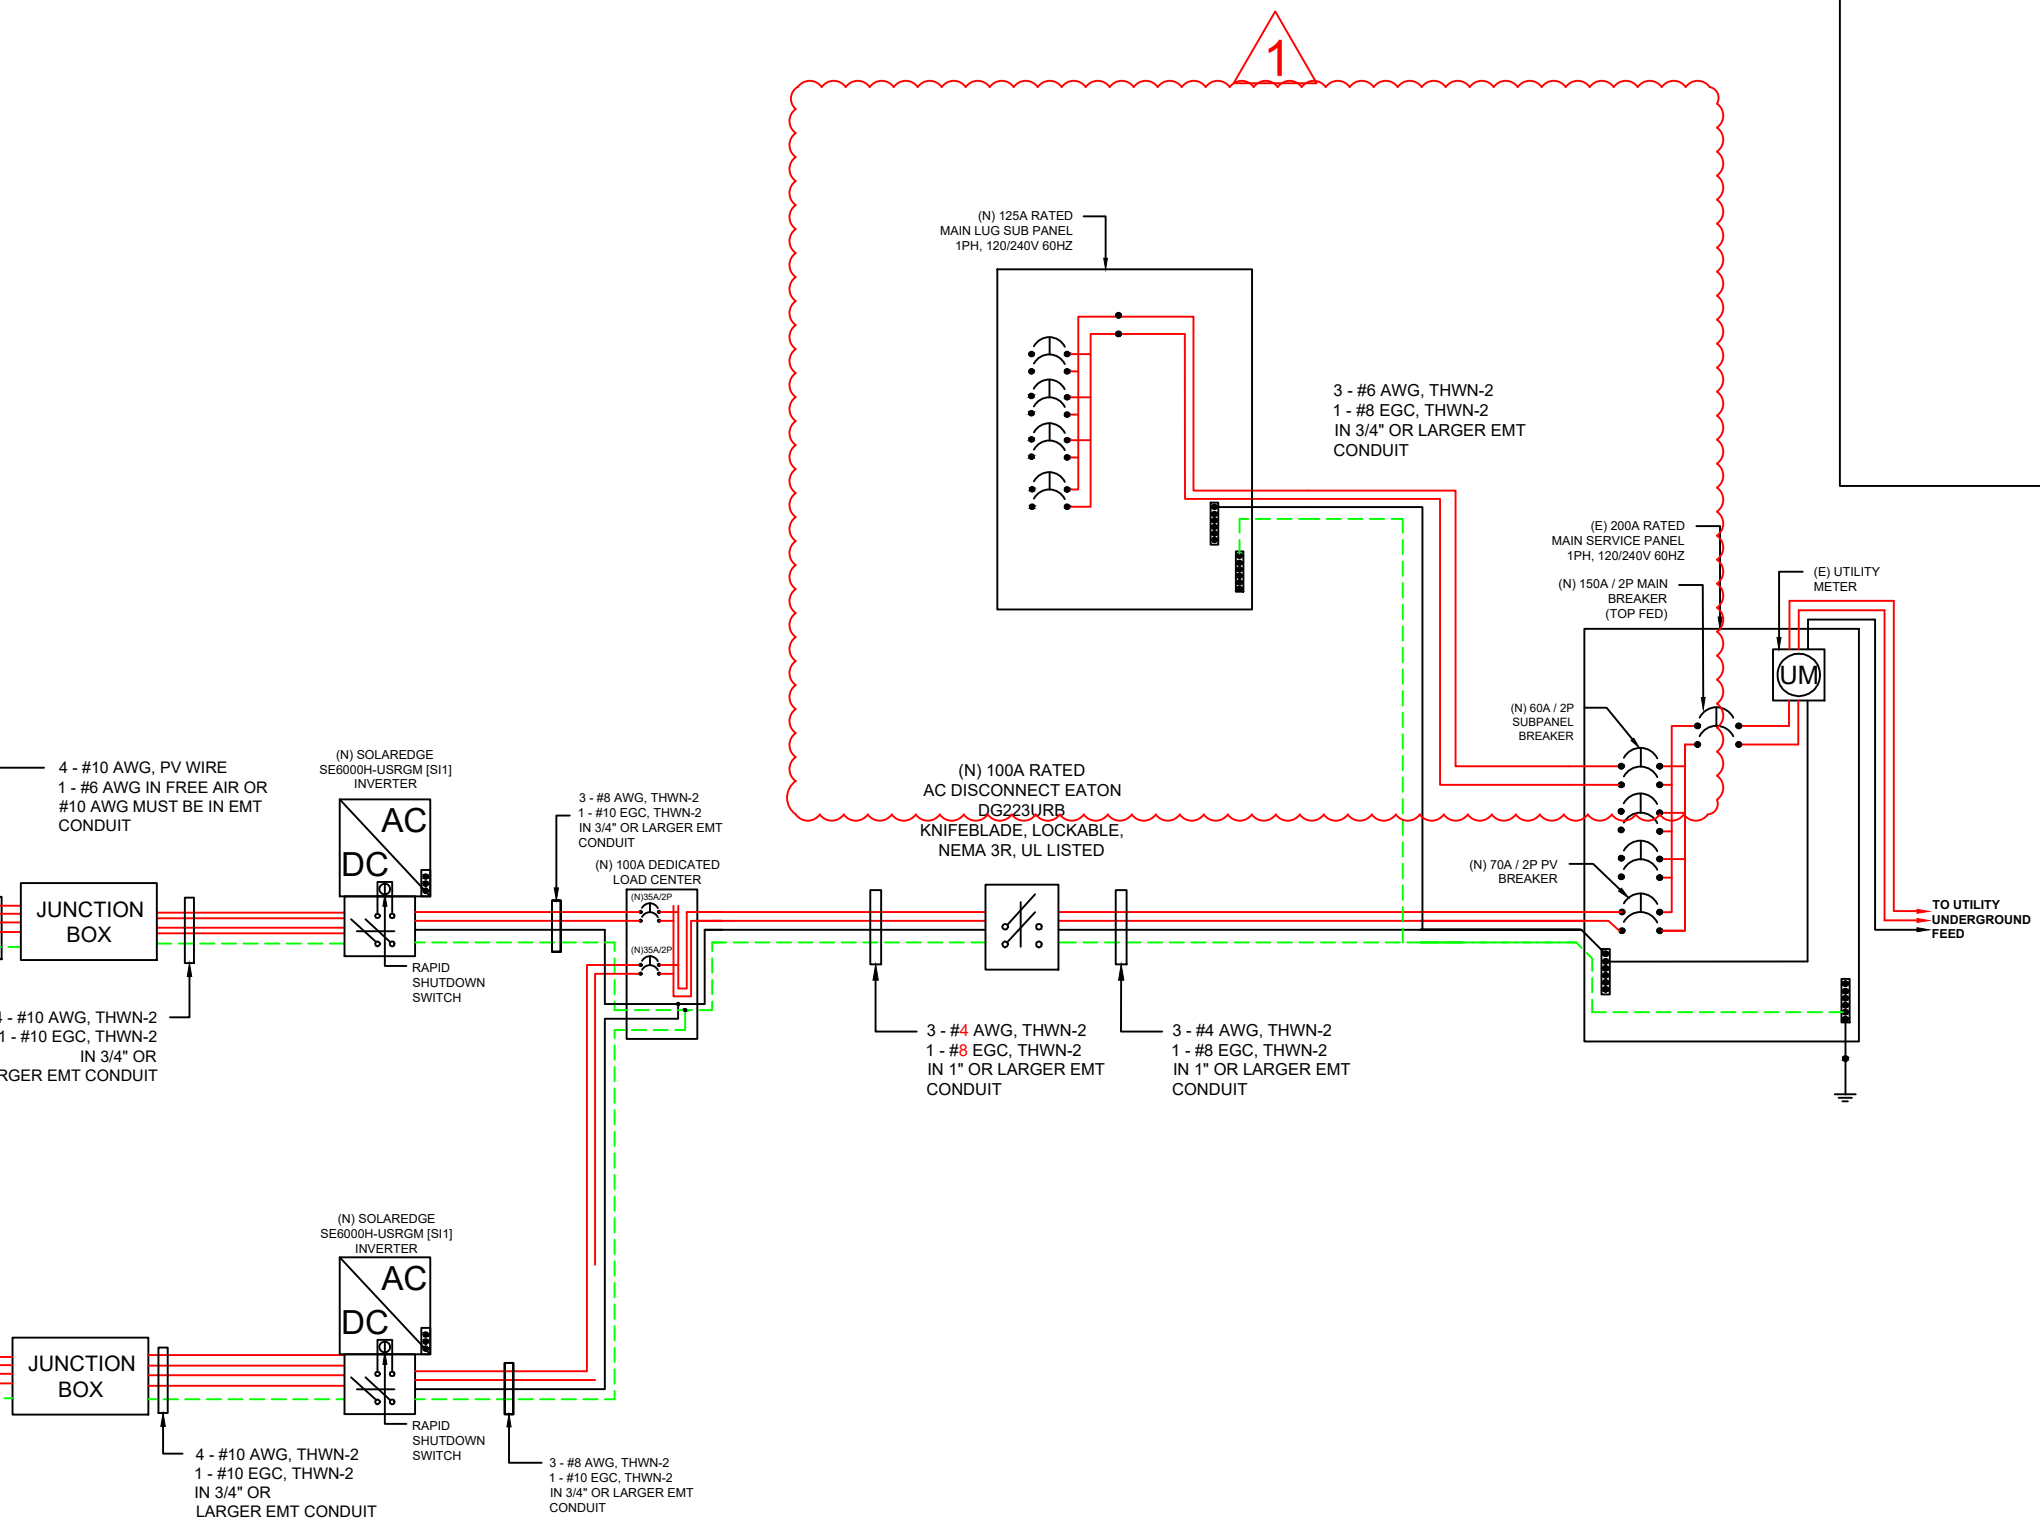 1
(N) 125A RATED
MAIN LUG SUB PANEL
1PH, 120/240V 60HZ
3 - #6 AWG, THWN-2
1 - #8 EGC, THWN-2
IN 3/4" OR LARGER EMT
CONDUIT
(E) 200A RATED
MAIN SERVICE PANEL
1PH, 120/240V 60HZ
(N) 150A / 2P MAIN
BREAKER
(TOP FED)
(E) UTILITY
METER
UM
(N) 60A / 2P
SUBPANEL
BREAKER
(N) 70A / 2P PV
BREAKER
TO UTILITY
UNDERGROUND
FEED
4 - #10 AWG, PV WIRE
1 - #6 AWG IN FREE AIR OR
#10 AWG MUST BE IN EMT
CONDUIT
(N) SOLAREDGE
SE6000H-USRGM [SI1]
INVERTER
AC
DC
3 - #8 AWG, THWN-2
1 - #10 EGC, THWN-2
IN 3/4" OR LARGER EMT
CONDUIT
(N) 100A DEDICATED
LOAD CENTER
(N)35A/2P
(N)35A/2P
(N) 100A RATED
AC DISCONNECT EATON
DG223URB
KNIFEBLADE, LOCKABLE,
NEMA 3R, UL LISTED
JUNCTION
BOX
RAPID
SHUTDOWN
SWITCH
4 - #10 AWG, THWN-2
1 - #10 EGC, THWN-2
IN 3/4" OR
RGER EMT CONDUIT
3 - #4 AWG, THWN-2
1 - #8 EGC, THWN-2
IN 1" OR LARGER EMT
CONDUIT
3 - #4 AWG, THWN-2
1 - #8 EGC, THWN-2
IN 1" OR LARGER EMT
CONDUIT
(N) SOLAREDGE
SE6000H-USRGM [SI1]
INVERTER
AC
DC
JUNCTION
BOX
RAPID
SHUTDOWN
SWITCH
4 - #10 AWG, THWN-2
1 - #10 EGC, THWN-2
IN 3/4" OR
LARGER EMT CONDUIT
3 - #8 AWG, THWN-2
1 - #10 EGC, THWN-2
IN 3/4" OR LARGER EMT
CONDUIT